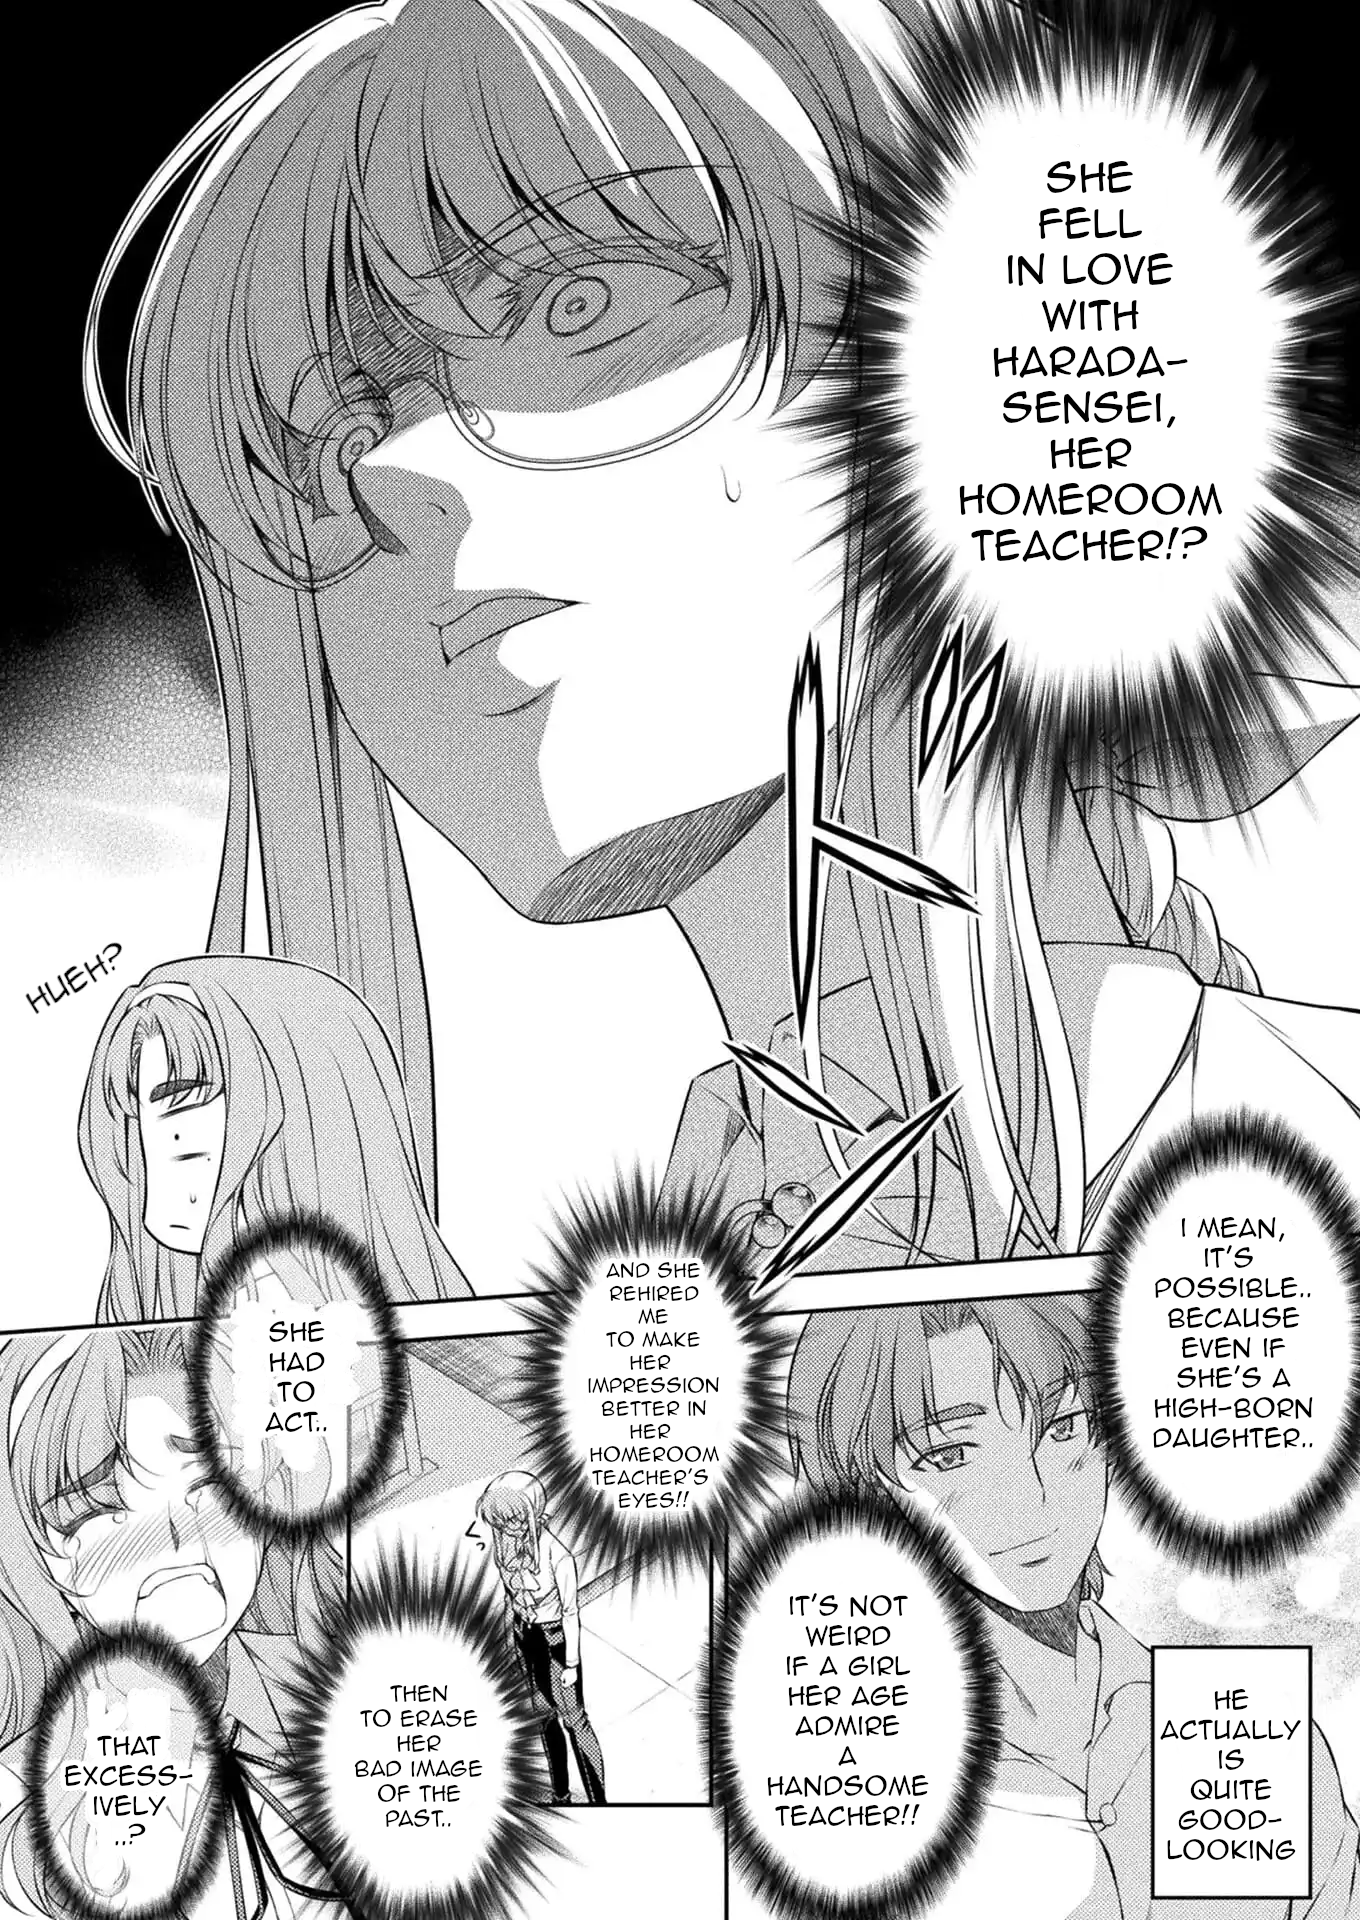 SHE
FELL
IN LOVE
WITH
HARADA-
SENSEI,
HER
HOMEROOM
TEACHER!?
ド
HUEH?
I MEAN,
IT'S
POSSIBLE..
BECAUSE
EVEN IF
SHE'S A
HIGH-BORN
DAUGHTER..
IT'S NOT
WEIRD
IF A GIRL
HER AGE
ADMIRE
A
HANDSOME
TEACHER!!
HE
ACTUALLY
IS
QUITE
GOOD-
LOOKING
AND SHE
REHIRED
ME
TO MAKE
HER
IMPRESSION
BETTER IN
HER
HOMEROOM
TEACHER'S
EYES!!
THEN
TO ERASE
HER
BAD IMAGE
OF THE
PAST..
SHE
HAD
TO
ACT..
THAT
EXCESS-
IVELY
..?